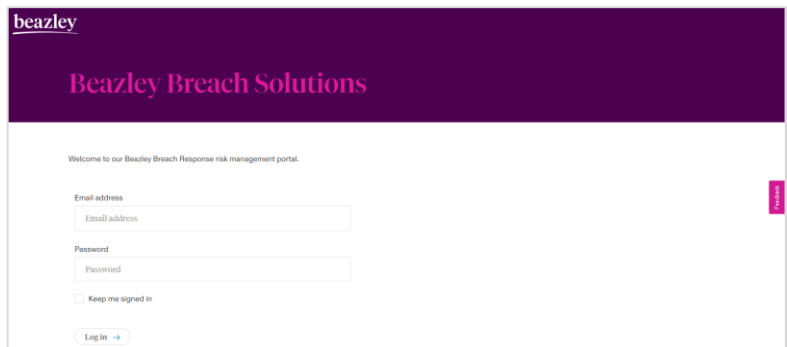 beazley
Beazley Breach Solutions
Welcome to our Beazley Breach Response risk management portal.
Feedback
Email address
Email address
Password
Password
Keep me signed in
Log in